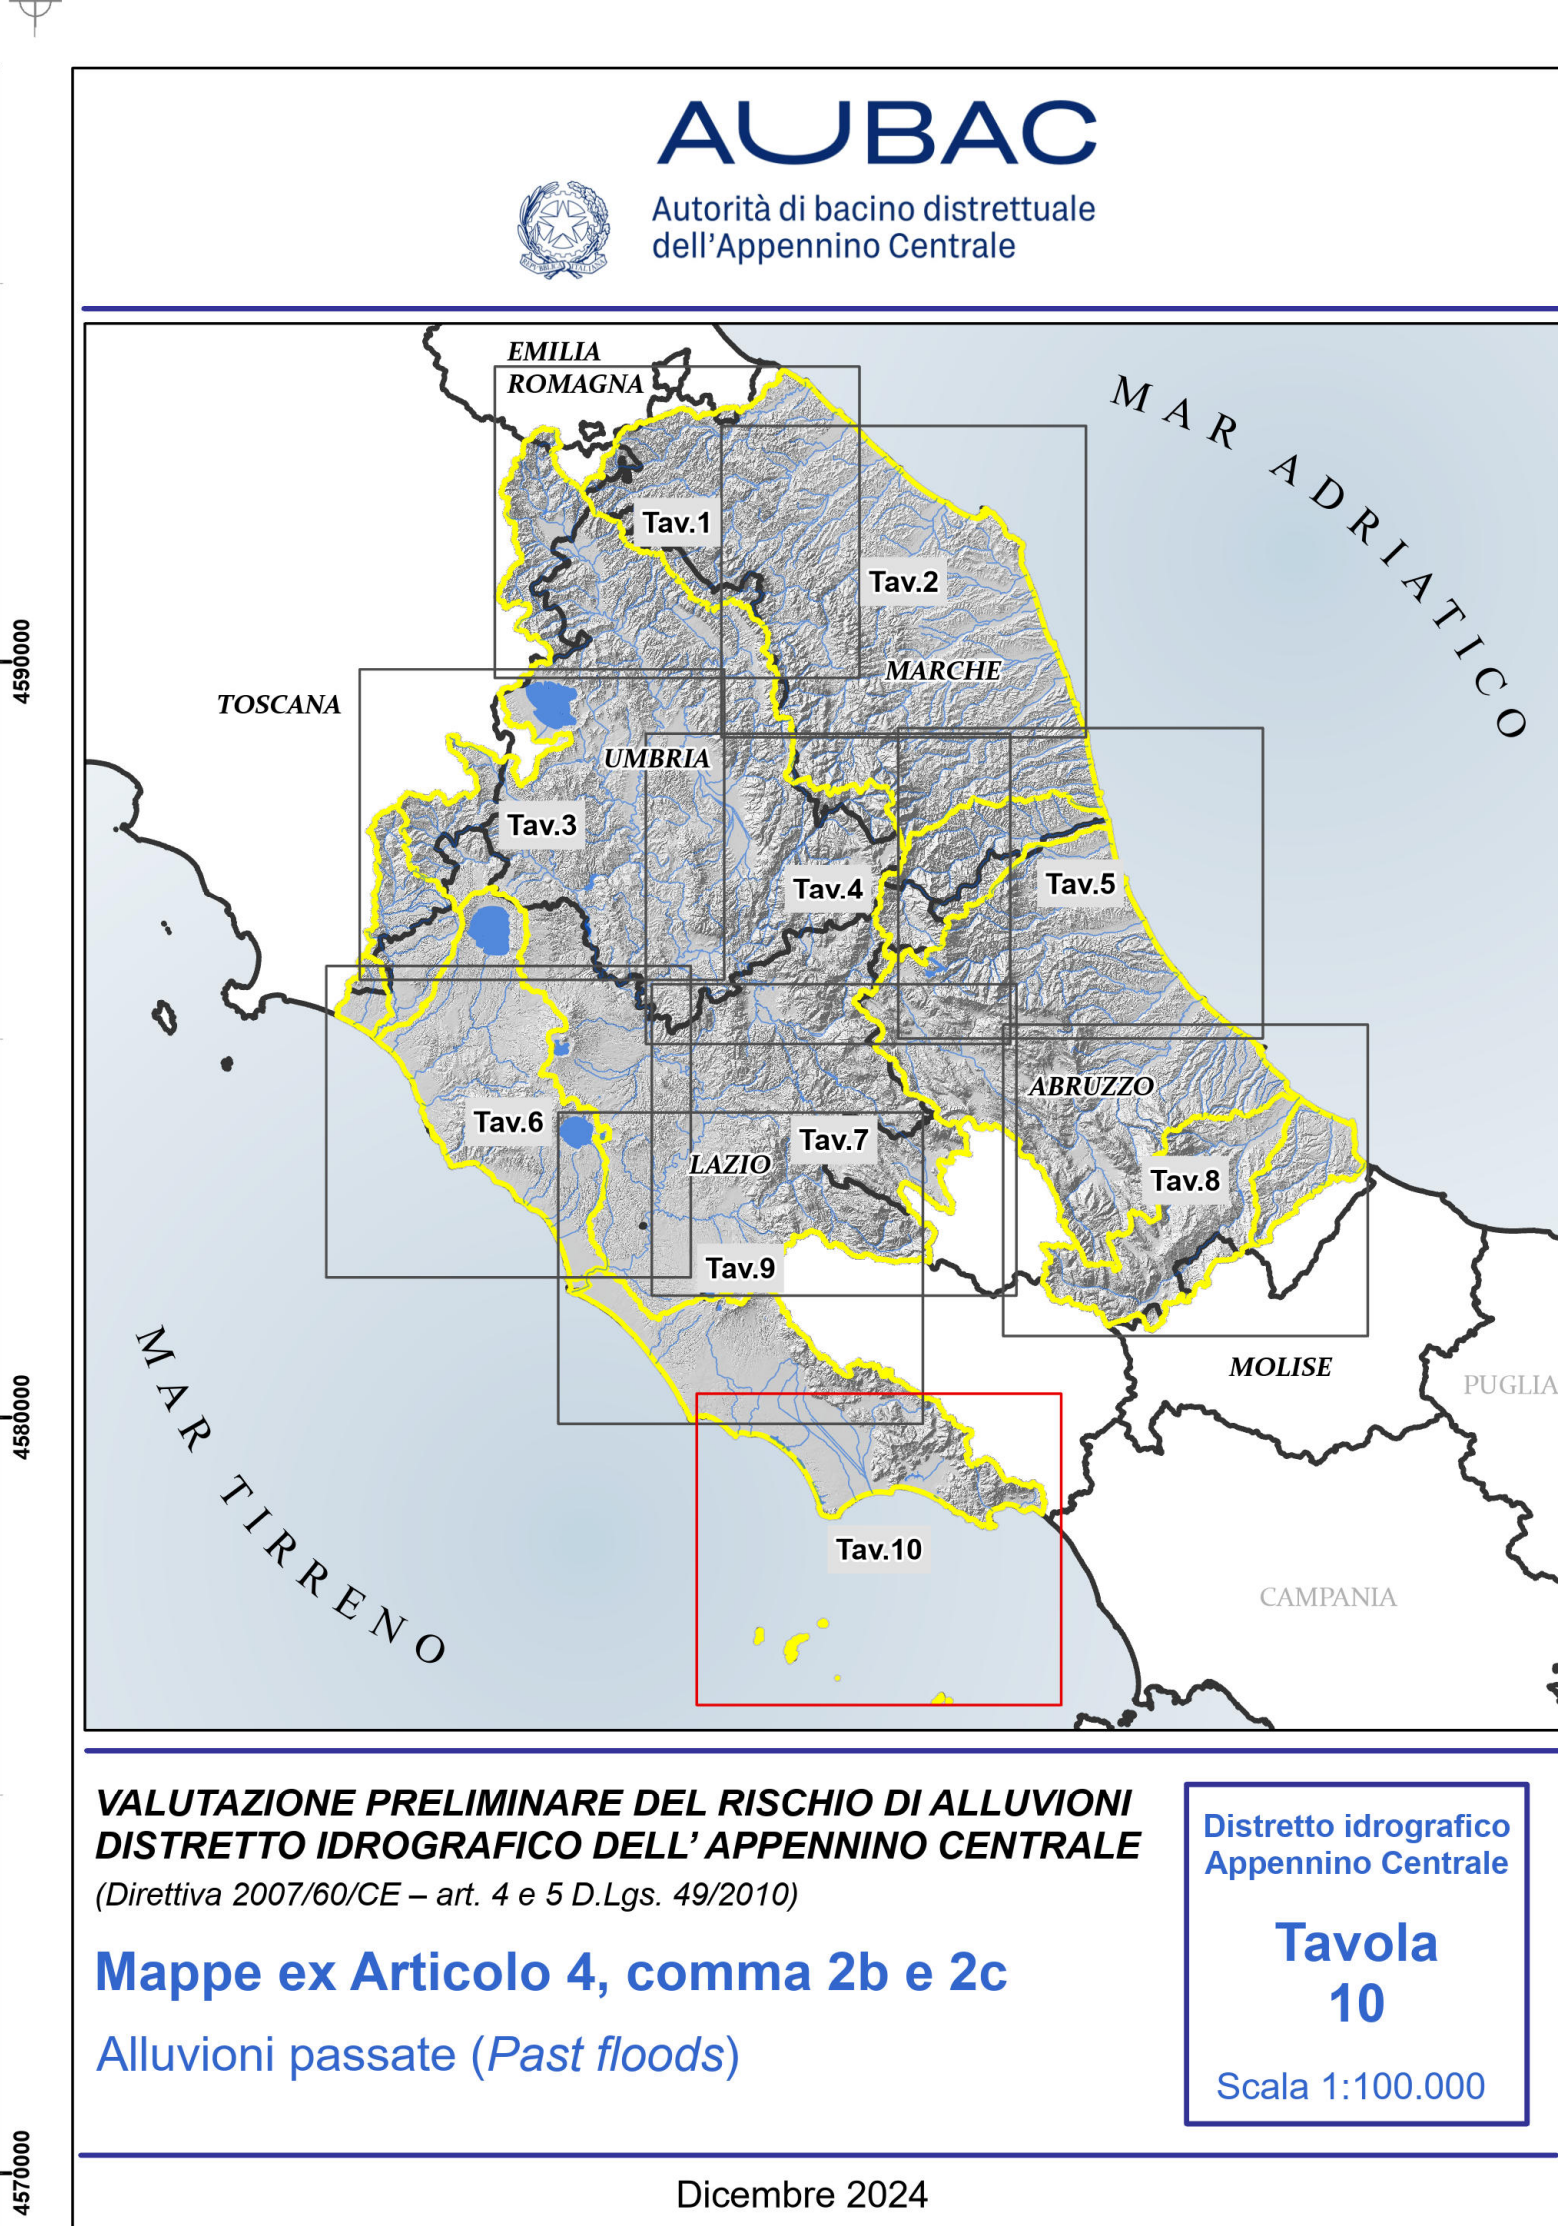 AUBAC
Autorità di bacino distrettuale
dell'Appennino Centrale
REPVBBLICA ITALIANA
EMILIA
ROMAGNA
MAR ADRIATICO
Tav.1
Tav.2
4590000
MARCHE
TOSCANA
UMBRIA
Tav.3
Tav.4
Tav.5
ABRUZZO
Tav.6
Tav.7
LAZIO
Tav.8
Tav.9
MAR TIRRENO
MOLISE
PUGLIA
4580000
Tav.10
CAMPANIA
VALUTAZIONE PRELIMINARE DEL RISCHIO DI ALLUVIONI
DISTRETTO IDROGRAFICO DELL' APPENNINO CENTRALE
(Direttiva 2007/60/CE – art. 4 e 5 D.Lgs. 49/2010)
Mappe ex Articolo 4, comma 2b e 2c
Alluvioni passate (Past floods)
Distretto idrografico
Appennino Centrale
Tavola
10
Scala 1:100.000
4570000
Dicembre 2024